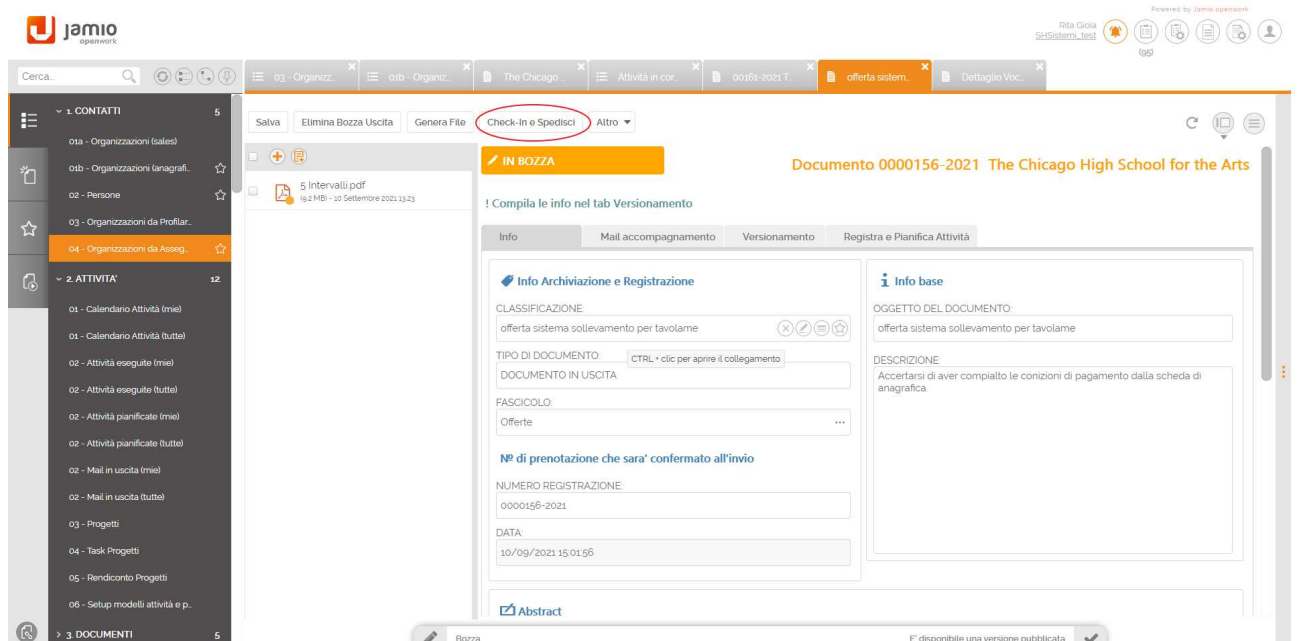 Powered by Jamio openwork
Jamio
openwork
Rita Gioia
SHSistemi_test
(95)
Cerca..
03 - Organizz..
01b - Organiz..
The Chicago ..
Attività in cor..
00161-2021 T..
offerta sistem..
Dettaglio Voc..
1. CONTATTI 5
01a - Organizzazioni (sales)
01b - Organizzazioni (anagrafi..
02 - Persone
03 - Organizzazioni da Profilar..
04 - Organizzazioni da Asseg..
2. ATTIVITA' 12
01 - Calendario Attività (mie)
01 - Calendario Attività (tutte)
02 - Attività eseguite (mie)
02 - Attività eseguite (tutte)
02 - Attività pianificate (mie)
02 - Attività pianificate (tutte)
02 - Mail in uscita (mie)
02 - Mail in uscita (tutte)
03 - Progetti
04 - Task Progetti
05 - Rendiconto Progetti
06 - Setup modelli attività e p..
3. DOCUMENTI 5
Salva Elimina Bozza Uscita Genera File Check-In e Spedisci Altro
5 Intervalli.pdf
(9.2 MB) - 10 Settembre 2021 13:23
IN BOZZA
Documento 0000156-2021 The Chicago High School for the Arts
! Compila le info nel tab Versionamento
Info Mail accompagnamento Versionamento Registra e Pianifica Attività
Info Archiviazione e Registrazione
CLASSIFICAZIONE:
offerta sistema sollevamento per tavolame
TIPO DI DOCUMENTO:
CTRL + clic per aprire il collegamento
DOCUMENTO IN USCITA
FASCICOLO:
Offerte
Nº di prenotazione che sara' confermato all'invio
NUMERO REGISTRAZIONE:
0000156-2021
DATA:
10/09/2021 15:01:56
Abstract
Info base
OGGETTO DEL DOCUMENTO:
offerta sistema sollevamento per tavolame
DESCRIZIONE:
Accertarsi di aver compialto le conizioni di pagamento dalla scheda di
anagrafica.
Bozza
E' disponibile una versione pubblicata